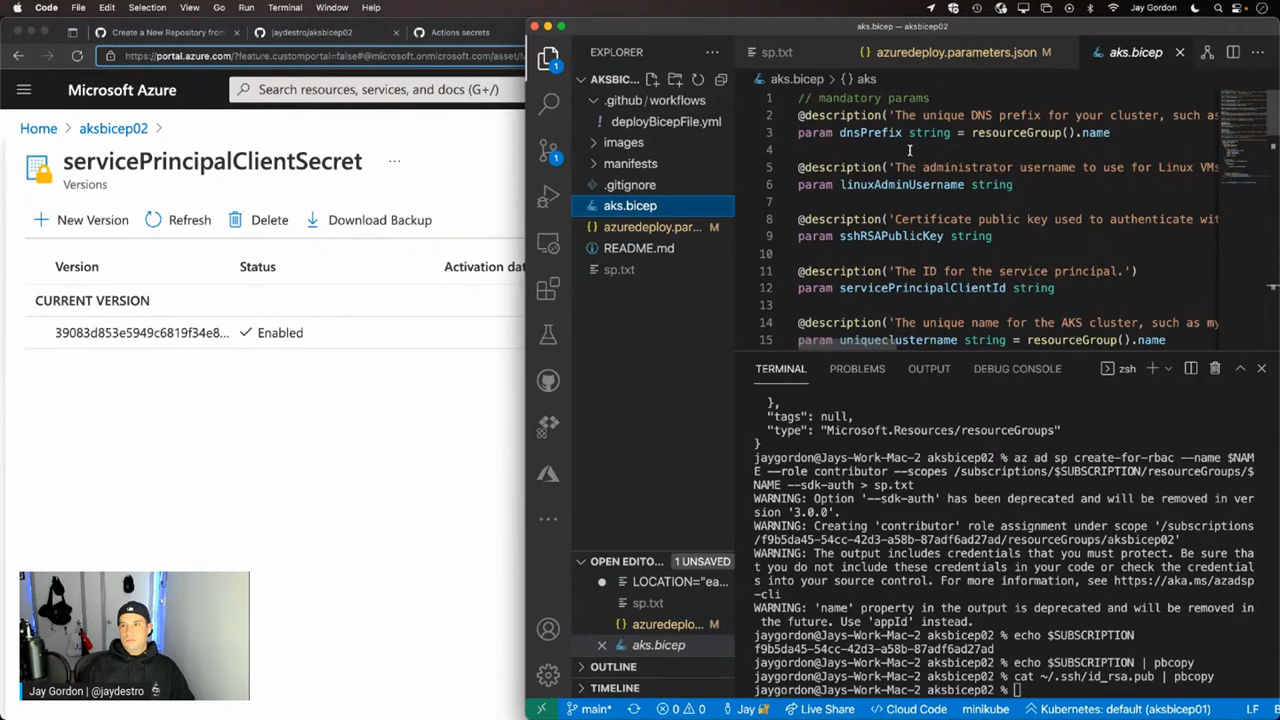 Code
File
Edit
Selection
View
Go
Run
Terminal
Window
Help
Jay Gordon
Create a New Repository from
jaydestro/aksbicep02
Actions secrets
https://portal.azure.com/?feature.customportal=false#@microsoft.onmicrosoft.com/asset/
Microsoft Azure
Search resources, services, and docs (G+/)
Home
aksbicep02
servicePrincipalClientSecret
...
Versions
New Version
Refresh
Delete
Download Backup
Version
Status
Activation dat
CURRENT VERSION
39083d853e5949c6819f34e8...
Enabled
Jay Gordon | @jaydestro
aks.bicep — aksbicep02
EXPLORER
AKSBIC...
.github/workflows
deployBicepFile.yml
images
manifests
.gitignore
aks.bicep
azuredeploy.par... M
README.md
sp.txt
OPEN EDITO...
1 UNSAVED
LOCATION="ea...
sp.txt
azuredeplo... M
aks.bicep
OUTLINE
TIMELINE
sp.txt
azuredeploy.parameters.json M
aks.bicep
aks.bicep > {} aks
1 // mandatory params
2 @description('The unique DNS prefix for your cluster, such as
3 param dnsPrefix string = resourceGroup().name
4
5 @description('The administrator username to use for Linux VMs
6 param linuxAdminUsername string
7
8 @description('Certificate public key used to authenticate wit
9 param sshRSAPublicKey string
10
11 @description('The ID for the service principal.')
12 param servicePrincipalClientId string
13
14 @description('The unique name for the AKS cluster, such as my
15 param uniqueclustername string = resourceGroup().name
TERMINAL
PROBLEMS
OUTPUT
DEBUG CONSOLE
zsh
},
"tags": null,
"type": "Microsoft.Resources/resourceGroups"
}
jaygordon@Jays-Work-Mac-2 aksbicep02 % az ad sp create-for-rbac --name $NAM
E --role contributor --scopes /subscriptions/$SUBSCRIPTION/resourceGroups/$
NAME --sdk-auth > sp.txt
WARNING: Option '--sdk-auth' has been deprecated and will be removed in ver
sion '3.0.0'.
WARNING: Creating 'contributor' role assignment under scope '/subscriptions
/f9b5da45-54cc-42d3-a58b-87adf6ad27ad/resourceGroups/aksbicep02'
WARNING: The output includes credentials that you must protect. Be sure tha
t you do not include these credentials in your code or check the credential
s into your source control. For more information, see https://aka.ms/azadsp
-cli
WARNING: 'name' property in the output is deprecated and will be removed in
the future. Use 'appId' instead.
jaygordon@Jays-Work-Mac-2 aksbicep02 % echo $SUBSCRIPTION
f9b5da45-54cc-42d3-a58b-87adf6ad27ad
jaygordon@Jays-Work-Mac-2 aksbicep02 % echo $SUBSCRIPTION | pbcopy
jaygordon@Jays-Work-Mac-2 aksbicep02 % cat ~/.ssh/id_rsa.pub | pbcopy
jaygordon@Jays-Work-Mac-2 aksbicep02 %
main*
0
0
Jay
Live Share
Cloud Code
minikube
Kubernetes: default (aksbicep01)
LF